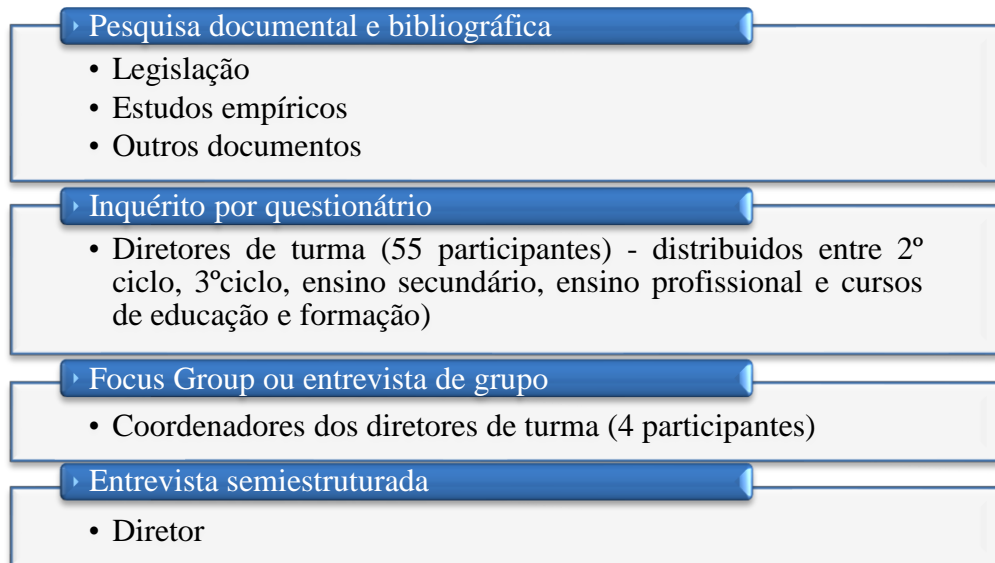 Pesquisa documental e bibliográfica
• Legislação
• Estudos empíricos
• Outros documentos
Inquérito por questionátrio
• Diretores de turma (55 participantes) - distribuidos entre 2º
ciclo, 3ºciclo, ensino secundário, ensino profissional e cursos
de educação e formação)
Focus Group ou entrevista de grupo
• Coordenadores dos diretores de turma (4 participantes)
Entrevista semiestruturada
• Diretor